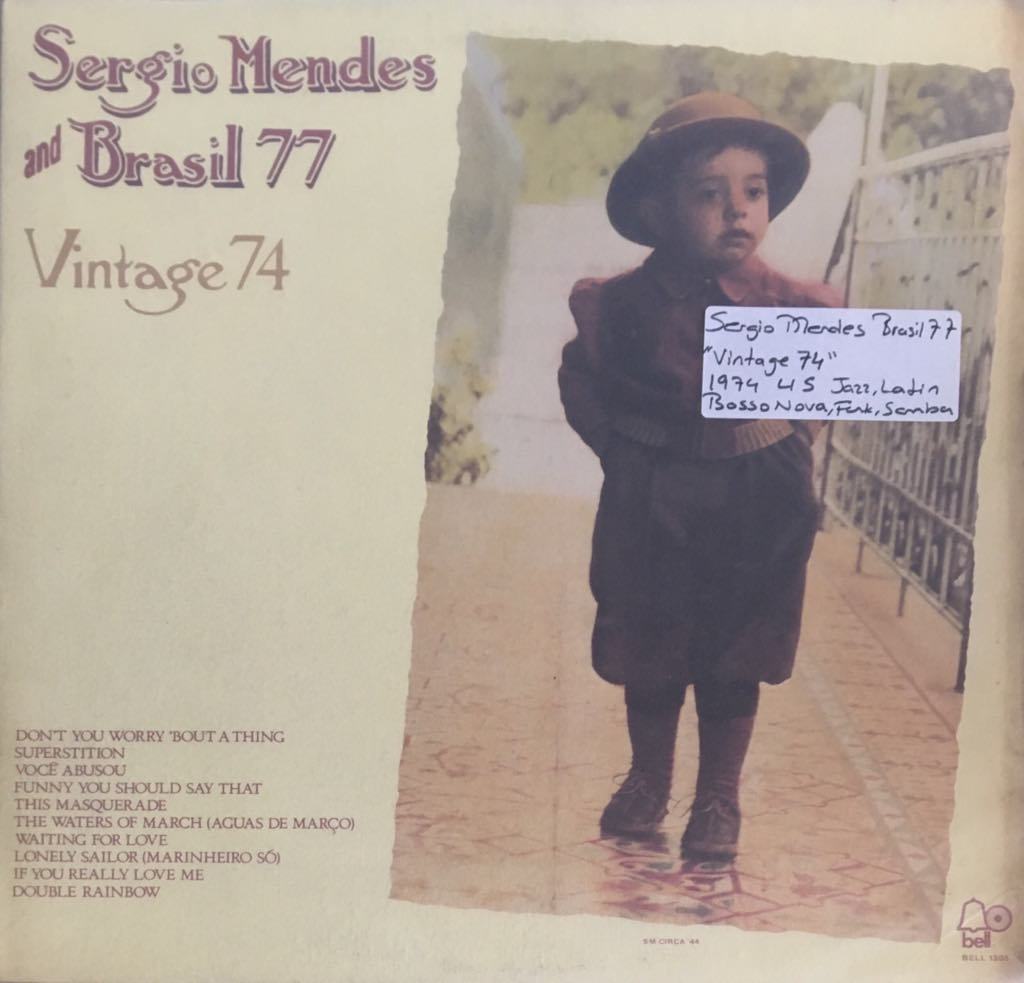 Sergio Mendes
and Brasil 77
Vintage 74
Sergio Mendes Brasil 77
"Vintage 74"
1974 US Jazz, Latin
Bossa Nova, Funk, Samba
DON'T YOU WORRY 'BOUT A THING
SUPERSTITION
VOCÊ ABUSOU
FUNNY YOU SHOULD SAY THAT
THIS MASQUERADE
THE WATERS OF MARCH (AGUAS DE MARÇO)
WAITING FOR LOVE
LONELY SAILOR (MARINHEIRO SÓ)
IF YOU REALLY LOVE ME
DOUBLE RAINBOW
SM CIRCA '44
bell
BELL 1305